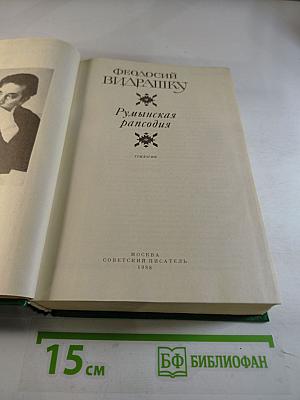 ФЕОДОСИЙ
ВИДРАШКУ
Румынская
рапсодия
МОСКВА
СОВЕТСКИЙ ПИСАТЕЛЬ
1988
15 см
БФ БИБЛИОФАН